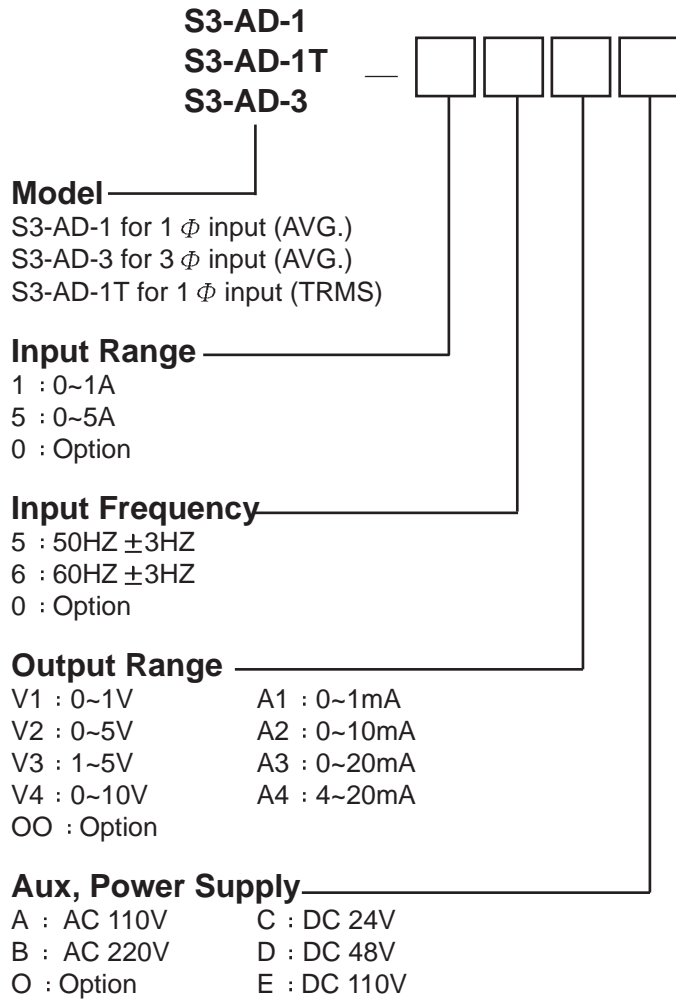 S3-AD-1
S3-AD-1T —
S3-AD-3
Model
S3-AD-1 for 1 Φ input (AVG.)
S3-AD-3 for 3 Φ input (AVG.)
S3-AD-1T for 1 Φ input (TRMS)
Input Range
1 : 0~1A
5 : 0~5A
0 : Option
Input Frequency
5 : 50HZ ±3HZ
6 : 60HZ ±3HZ
0 : Option
Output Range
V1 : 0~1V A1 : 0~1mA
V2 : 0~5V A2 : 0~10mA
V3 : 1~5V A3 : 0~20mA
V4 : 0~10V A4 : 4~20mA
OO : Option
Aux, Power Supply
A : AC 110V C : DC 24V
B : AC 220V D : DC 48V
O : Option E : DC 110V